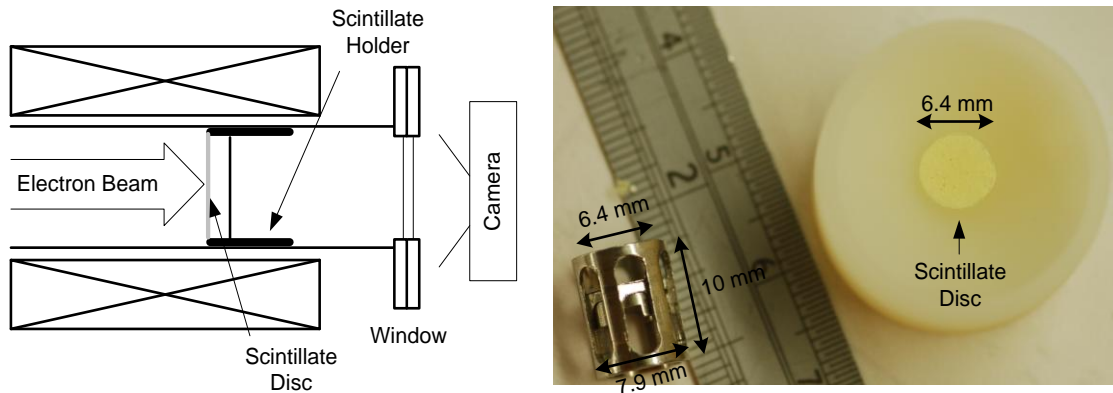 Scintillate
Holder
Electron Beam
Camera
Window
Scintillate
Disc
4
5
2
6
7
6.4 mm
6.4 mm
10 mm
7.9 mm
Scintillate
Disc